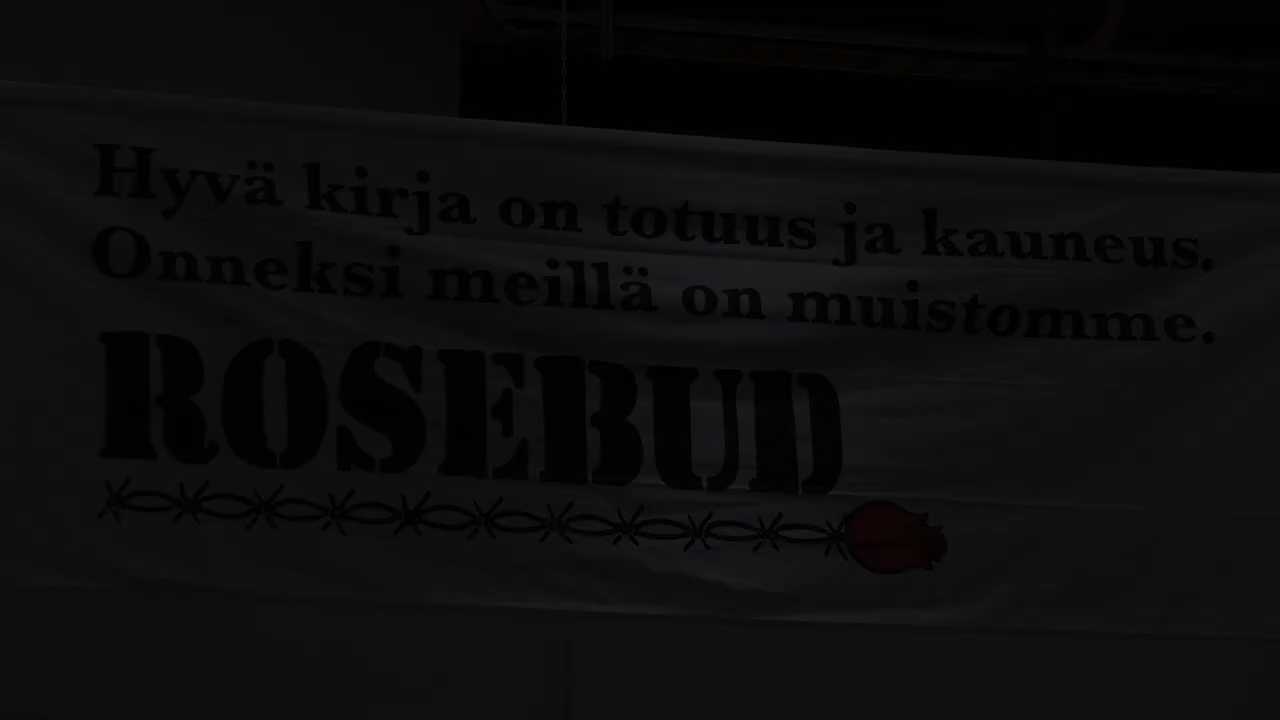 Hyvä kirja on totuus ja kauneus.
Onneksi meillä on muistomme.
ROSEBUD